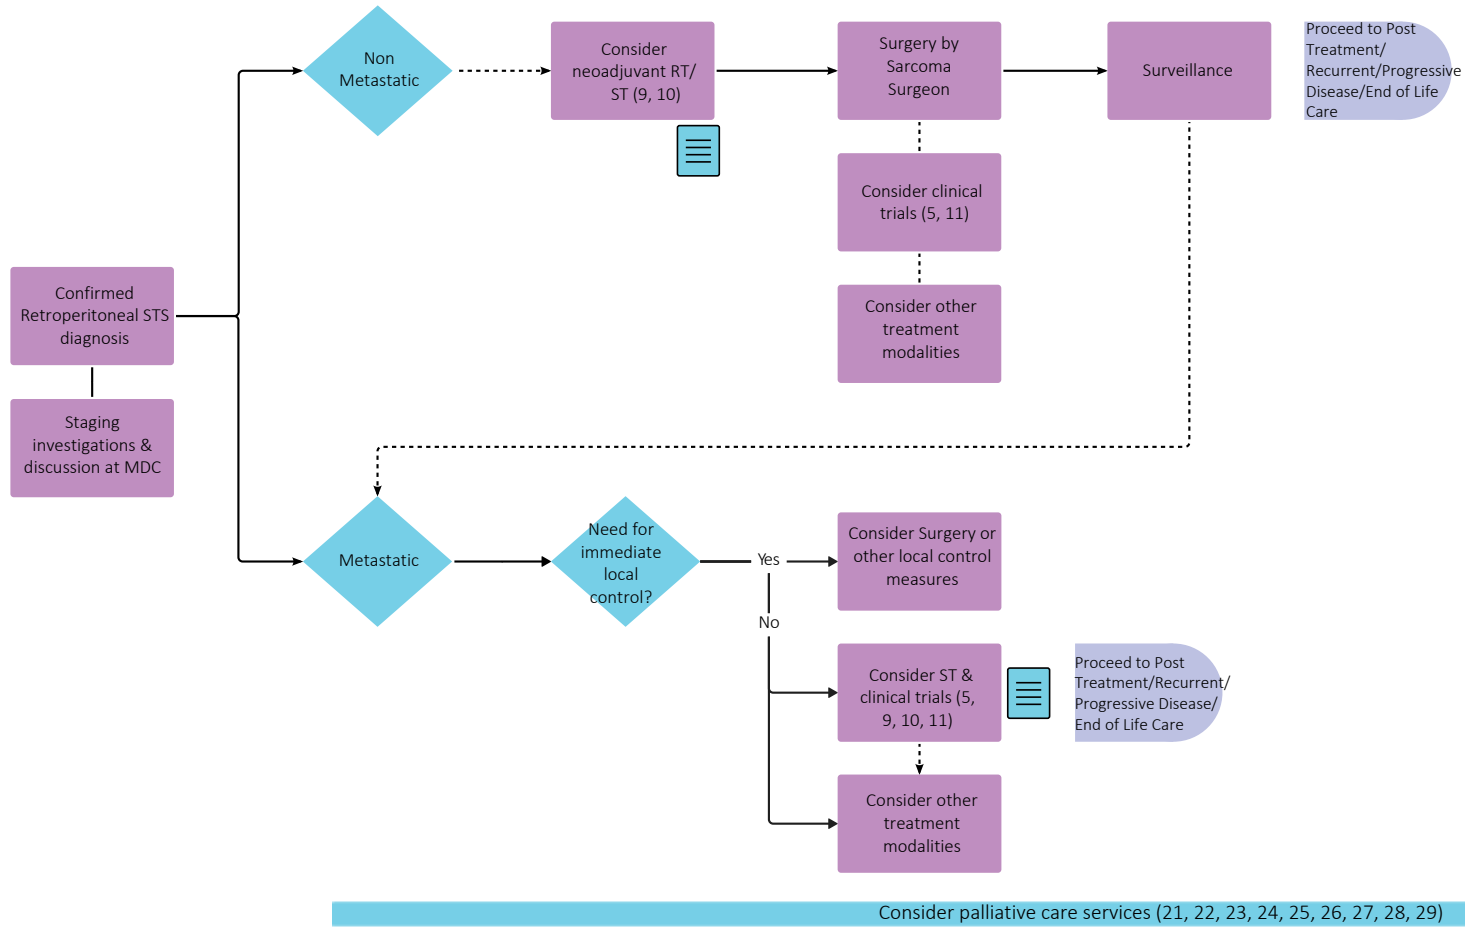 Non
Metastatic
Consider
neoadjuvant RT/
ST (9, 10)
Surgery by
Sarcoma
Surgeon
Surveillance
Proceed to Post
Treatment/
Recurrent/Progressive
Disease/End of Life
Care
Consider clinical
trials (5, 11)
Consider other
treatment
modalities
Confirmed
Retroperitoneal STS
diagnosis
Staging
investigations &
discussion at MDC
Metastatic
Need for
immediate
local
control?
Yes
No
Consider Surgery or
other local control
measures
Consider ST &
clinical trials (5,
9, 10, 11)
Proceed to Post
Treatment/Recurrent/
Progressive Disease/
End of Life Care
Consider other
treatment
modalities
Consider palliative care services (21, 22, 23, 24, 25, 26, 27, 28, 29)